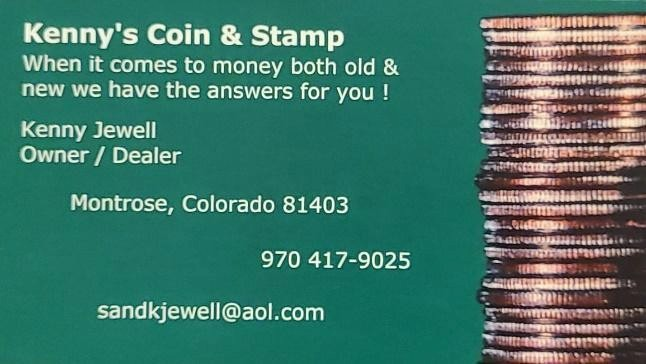 Kenny's Coin & Stamp
When it comes to money both old &
new we have the answers for you !
Kenny Jewell
Owner / Dealer
Montrose, Colorado 81403
970 417-9025
sandkjewell@aol.com